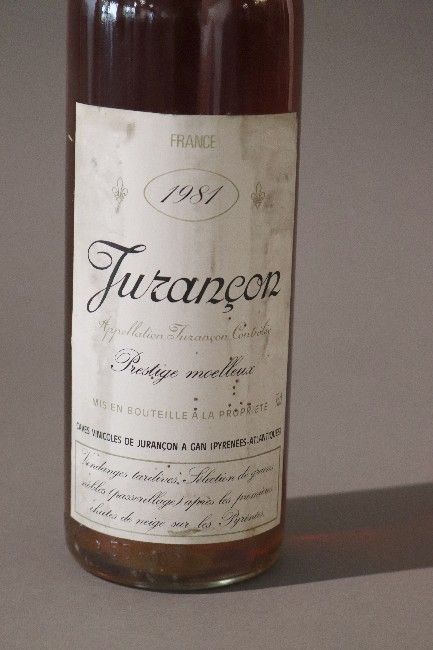 FRANCE
1981
Jurançon
Appellation Jurançon Contrôlée
Prestige moelleux
MIS EN BOUTEILLE A LA PROPRIETE
CAVES VINICOLES DE JURANÇON A GAN (PYRENEES-ATLANTIQUES)
Vendanges tardives. Sélection de grains
nobles (passerillage) après les premières
chutes de neige sur les Pyrénées.